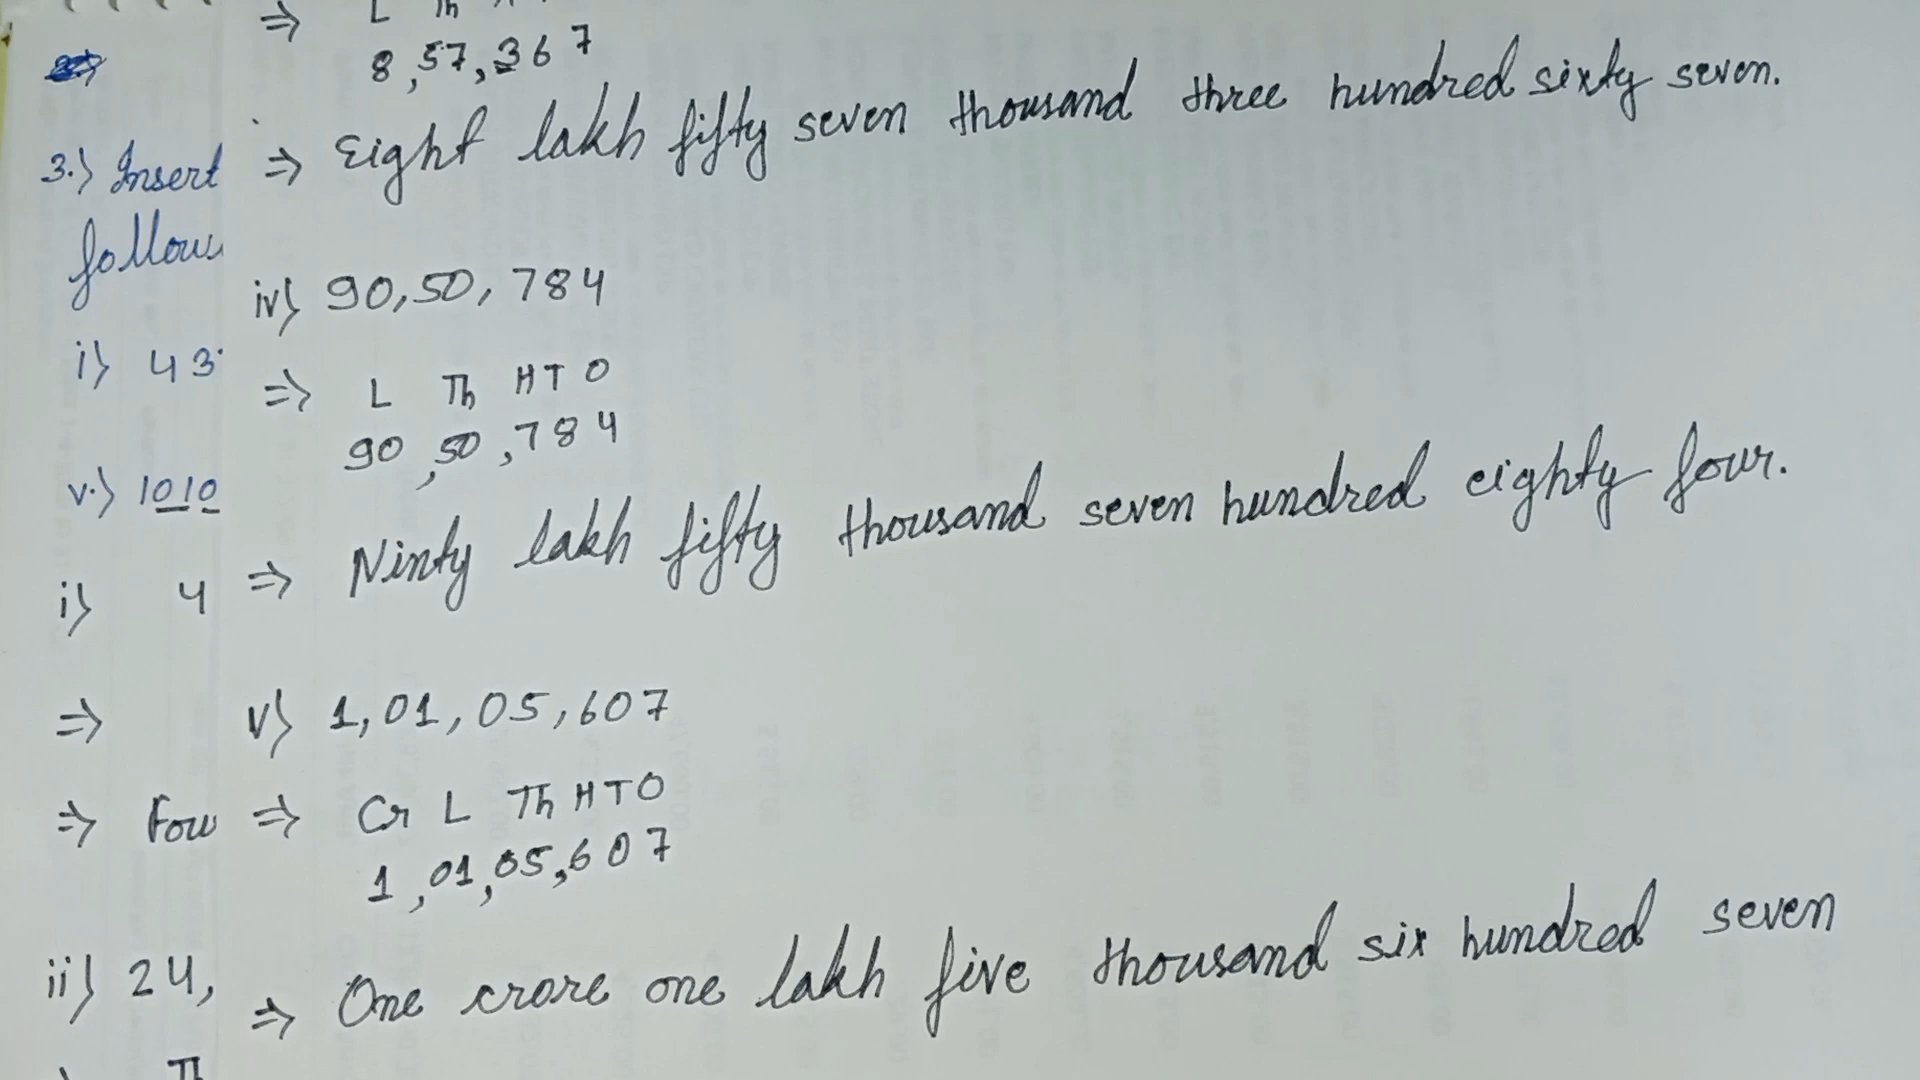 ⇒ L Th
8,57,367
⇒ Eight lakh fifty seven thousand three hundred sixty seven.
iv) 90,50,784
⇒ L Th H T O
90,50,784
⇒ Ninty lakh fifty thousand seven hundred eighty four.
v) 1,01,05,607
⇒ Cr L Th H T O
1,01,05,607
⇒ One crore one lakh five thousand six hundred seven
3.) Insert
follow
i) 43
v.) 1010
i) 4
⇒
⇒ Fou
ii) 24,
Th